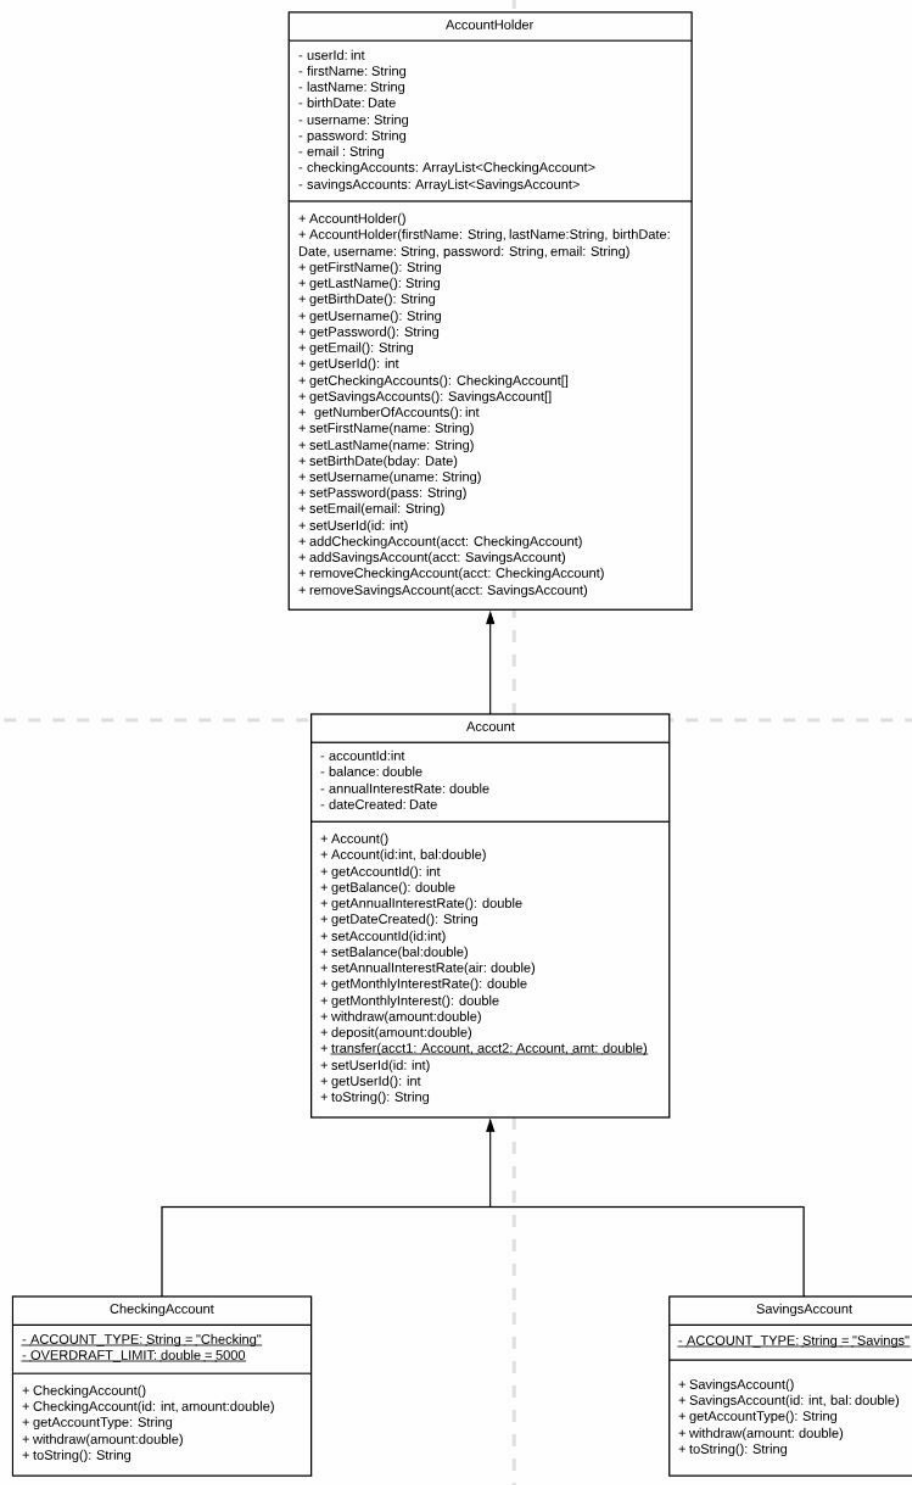 AccountHolder
- userId: int
- firstName: String
- lastName: String
- birthDate: Date
- username: String
- password: String
- email : String
- checkingAccounts: ArrayList<CheckingAccount>
- savingsAccounts: ArrayList<SavingsAccount>
+ AccountHolder()
+ AccountHolder(firstName: String, lastName:String, birthDate:
Date, username: String, password: String, email: String)
+ getFirstName(): String
+ getLastName(): String
+ getBirthDate(): String
+ getUsername(): String
+ getPassword(): String
+ getEmail(): String
+ getUserId(): int
+ getCheckingAccounts(): CheckingAccount[]
+ getSavingsAccounts(): SavingsAccount[]
+ getNumberOfAccounts(): int
+ setFirstName(name: String)
+ setLastName(name: String)
+ setBirthDate(bday: Date)
+ setUsername(uname: String)
+ setPassword(pass: String)
+ setEmail(email: String)
+ setUserId(id: int)
+ addCheckingAccount(acct: CheckingAccount)
+ addSavingsAccount(acct: SavingsAccount)
+ removeCheckingAccount(acct: CheckingAccount)
+ removeSavingsAccount(acct: SavingsAccount)
Account
- accountId:int
- balance: double
- annualInterestRate: double
- dateCreated: Date
+ Account()
+ Account(id:int, bal:double)
+ getAccountId(): int
+ getBalance(): double
+ getAnnualInterestRate(): double
+ getDateCreated(): String
+ setAccountId(id:int)
+ setBalance(bal:double)
+ setAnnualInterestRate(air: double)
+ getMonthlyInterestRate(): double
+ getMonthlyInterest(): double
+ withdraw(amount:double)
+ deposit(amount:double)
+ transfer(acct1: Account, acct2: Account, amt: double)
+ setUserId(id: int)
+ getUserId(): int
+ toString(): String
CheckingAccount
- ACCOUNT_TYPE: String = "Checking"
- OVERDRAFT_LIMIT: double = 5000
+ CheckingAccount()
+ CheckingAccount(id: int, amount:double)
+ getAccountType: String
+ withdraw(amount:double)
+ toString(): String
SavingsAccount
- ACCOUNT_TYPE: String = "Savings"
+ SavingsAccount()
+ SavingsAccount(id: int, bal: double)
+ getAccountType(): String
+ withdraw(amount: double)
+ toString(): String